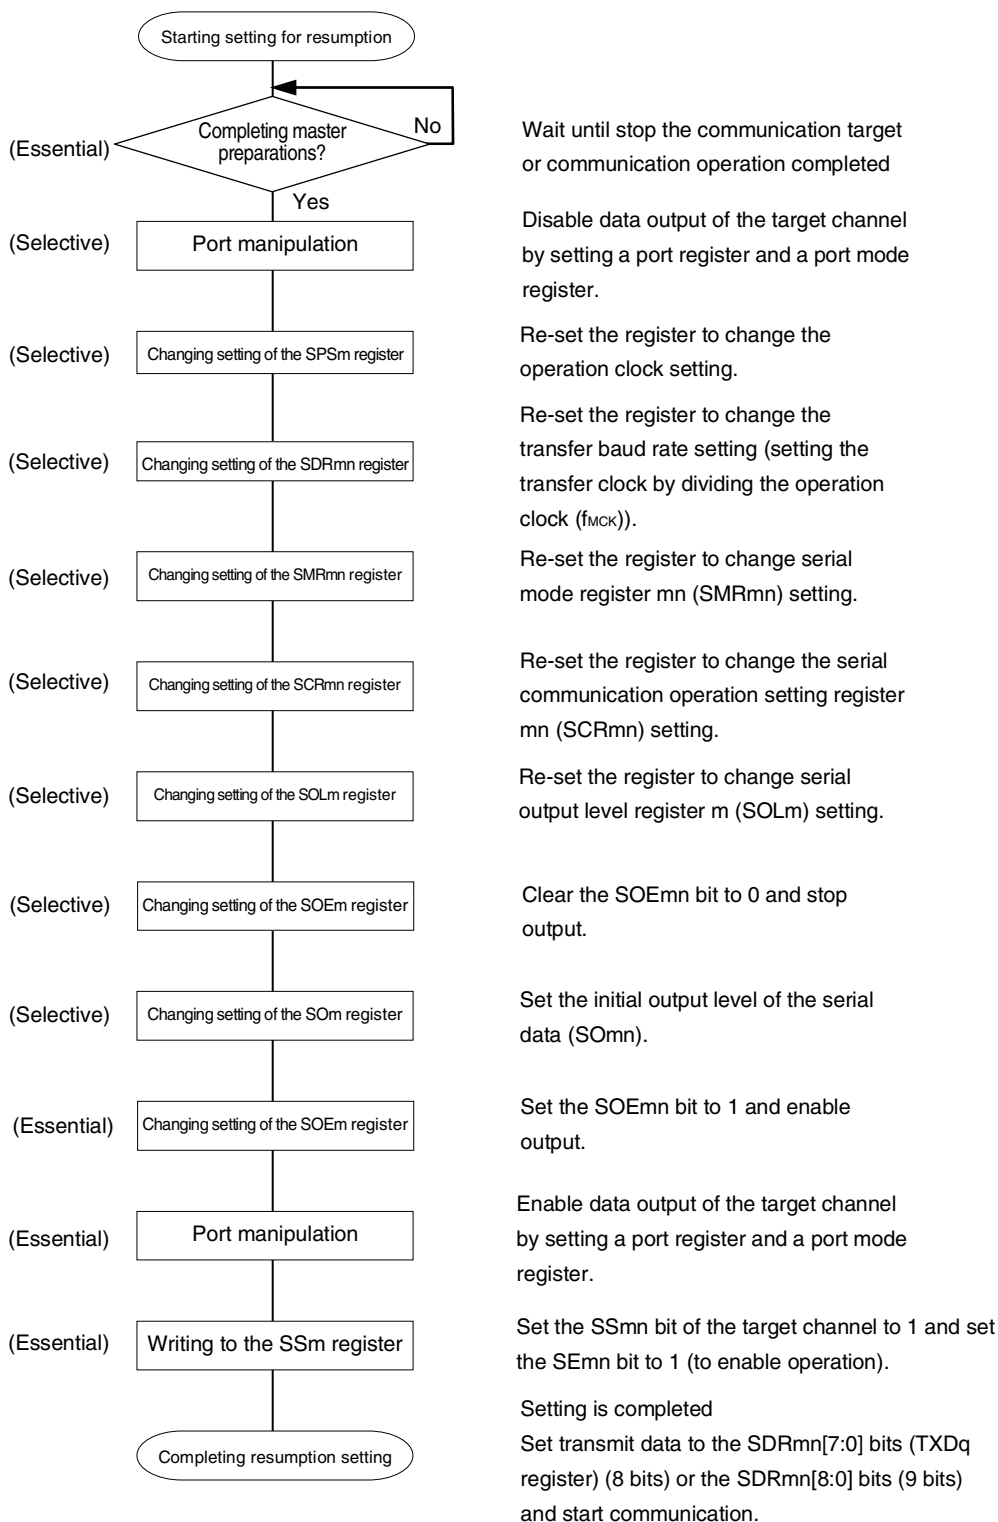 Starting setting for resumption
(Essential)
Completing master
preparations?
No
Wait until stop the communication target
or communication operation completed
Yes
(Selective)
Port manipulation
Disable data output of the target channel
by setting a port register and a port mode
register.
(Selective)
Changing setting of the SPSm register
Re-set the register to change the
operation clock setting.
(Selective)
Changing setting of the SDRmn register
Re-set the register to change the
transfer baud rate setting (setting the
transfer clock by dividing the operation
clock (fMCK)).
(Selective)
Changing setting of the SMRmn register
Re-set the register to change serial
mode register mn (SMRmn) setting.
(Selective)
Changing setting of the SCRmn register
Re-set the register to change the serial
communication operation setting register
mn (SCRmn) setting.
(Selective)
Changing setting of the SOLm register
Re-set the register to change serial
output level register m (SOLm) setting.
(Selective)
Changing setting of the SOEm register
Clear the SOEmn bit to 0 and stop
output.
(Selective)
Changing setting of the SOm register
Set the initial output level of the serial
data (SOmn).
(Essential)
Changing setting of the SOEm register
Set the SOEmn bit to 1 and enable
output.
(Essential)
Port manipulation
Enable data output of the target channel
by setting a port register and a port mode
register.
(Essential)
Writing to the SSm register
Set the SSmn bit of the target channel to 1 and set
the SEmn bit to 1 (to enable operation).
Completing resumption setting
Setting is completed
Set transmit data to the SDRmn[7:0] bits (TXDq
register) (8 bits) or the SDRmn[8:0] bits (9 bits)
and start communication.